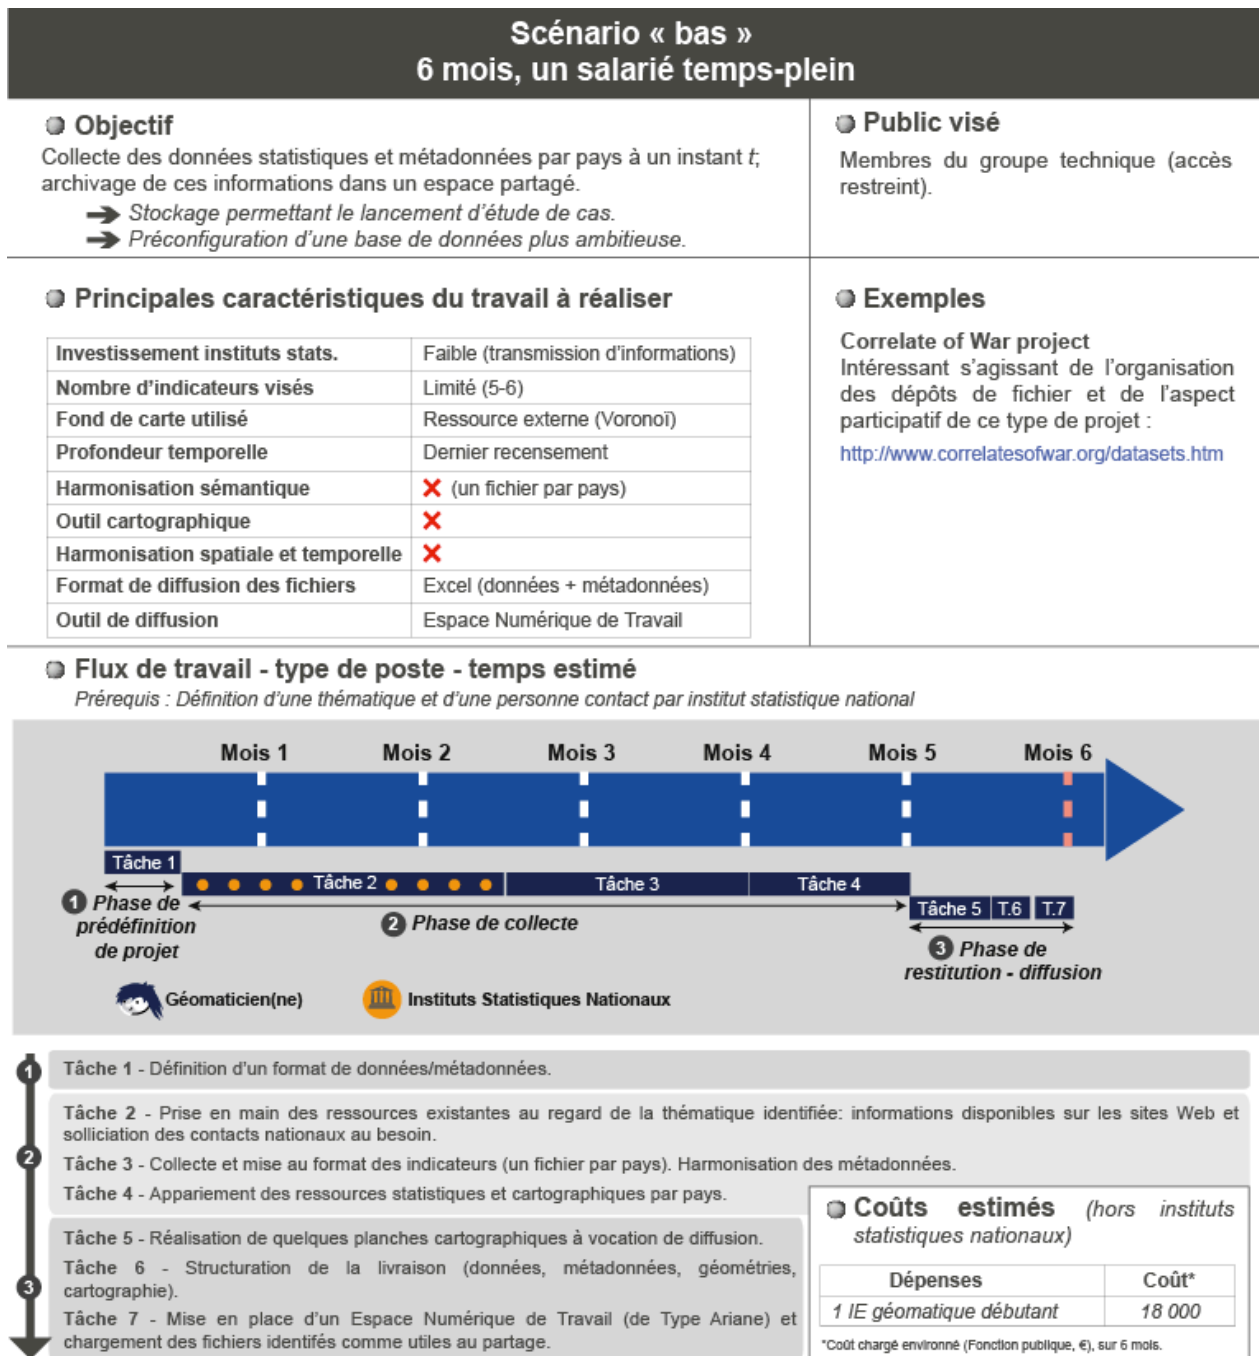 Scénario « bas »
6 mois, un salarié temps-plein
Objectif
Collecte des données statistiques et métadonnées par pays à un instant t;
archivage de ces informations dans un espace partagé.
Stockage permettant le lancement d'étude de cas.
Préconfiguration d'une base de données plus ambitieuse.
Public visé
Membres du groupe technique (accès
restreint).
Principales caractéristiques du travail à réaliser
Investissement instituts stats. Faible (transmission d'informations)
Nombre d'indicateurs visés Limité (5-6)
Fond de carte utilisé Ressource externe (Voronoï)
Profondeur temporelle Dernier recensement
Harmonisation sémantique ✗ (un fichier par pays)
Outil cartographique ✗
Harmonisation spatiale et temporelle ✗
Format de diffusion des fichiers Excel (données + métadonnées)
Outil de diffusion Espace Numérique de Travail
Exemples
Correlate of War project
Intéressant s'agissant de l'organisation
des dépôts de fichier et de l'aspect
participatif de ce type de projet :
http://www.correlatesofwar.org/datasets.htm
Flux de travail - type de poste - temps estimé
Prérequis : Définition d'une thématique et d'une personne contact par institut statistique national
Mois 1 Mois 2 Mois 3 Mois 4 Mois 5 Mois 6
Tâche 1
Tâche 2 Tâche 3 Tâche 4
Tâche 5 T.6 T.7
1 Phase de
prédéfinition
de projet
2 Phase de collecte
3 Phase de
restitution - diffusion
Géomaticien(ne) Instituts Statistiques Nationaux
1
Tâche 1 - Définition d'un format de données/métadonnées.
2
Tâche 2 - Prise en main des ressources existantes au regard de la thématique identifiée: informations disponibles sur les sites Web et
solliciation des contacts nationaux au besoin.
Tâche 3 - Collecte et mise au format des indicateurs (un fichier par pays). Harmonisation des métadonnées.
Tâche 4 - Appariement des ressources statistiques et cartographiques par pays.
3
Tâche 5 - Réalisation de quelques planches cartographiques à vocation de diffusion.
Tâche 6 - Structuration de la livraison (données, métadonnées, géométries,
cartographie).
Tâche 7 - Mise en place d'un Espace Numérique de Travail (de Type Ariane) et
chargement des fichiers identifiés comme utiles au partage.
Coûts estimés (hors instituts
statistiques nationaux)
Dépenses Coût*
1 IE géomatique débutant 18 000
*Coût chargé environné (Fonction publique, €), sur 6 mois.